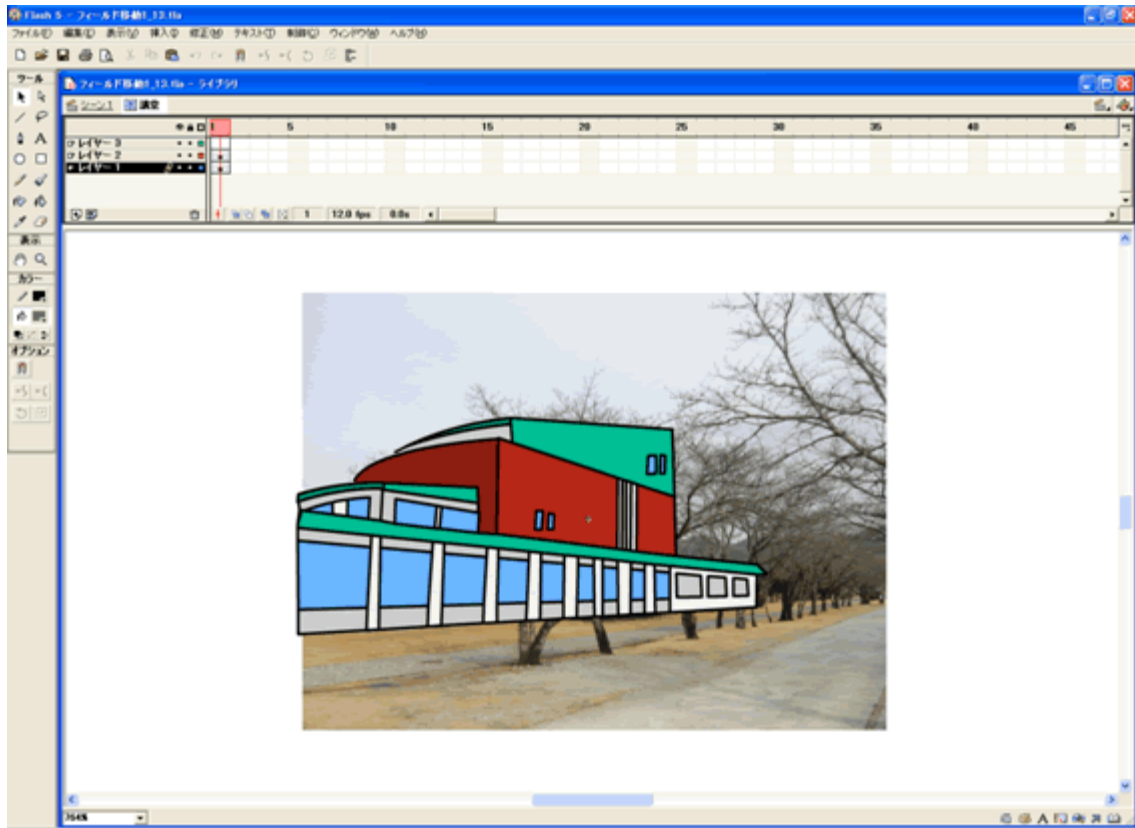 Flash 5 - フィールド移動1_13.fla
ファイル(F) 編集(E) 表示(V) 挿入(I) 修正(M) テキスト(T) 制御(C) ウィンドウ(W) ヘルプ(H)
ツール
フィールド移動1_13.fla - ライブラリ
シーン1 講堂
1 5 10 15 20 25 30 35 40 45
レイヤー 3
レイヤー 2
レイヤー 1
1 12.0 fps 0.0s
表示
カラー
オプション
764%